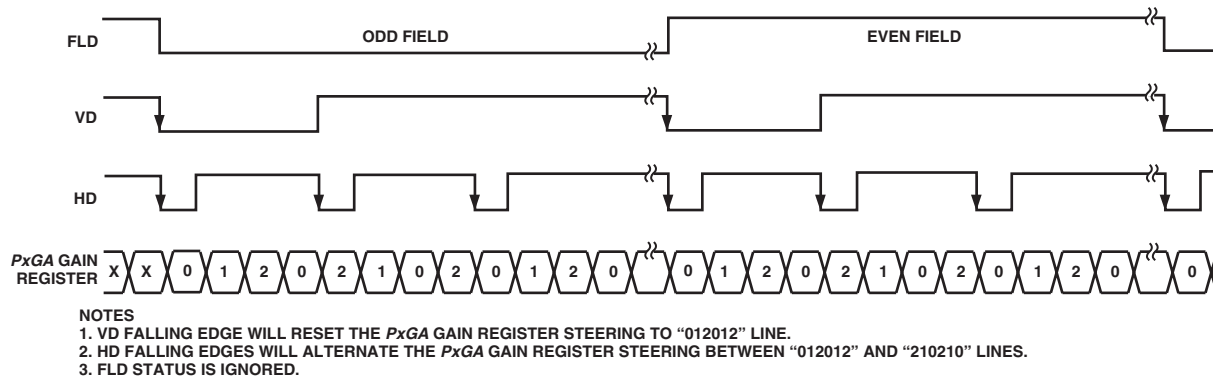 FLD
ODD FIELD
EVEN FIELD
VD
HD
PxGA GAIN
REGISTER
X X 0 1 2 0 2 1 0 2 0 1 2 0 0 1 2 0 2 1 0 2 0 1 2 0 0
NOTES
1. VD FALLING EDGE WILL RESET THE PxGA GAIN REGISTER STEERING TO “012012” LINE.
2. HD FALLING EDGES WILL ALTERNATE THE PxGA GAIN REGISTER STEERING BETWEEN “012012” AND “210210” LINES.
3. FLD STATUS IS IGNORED.